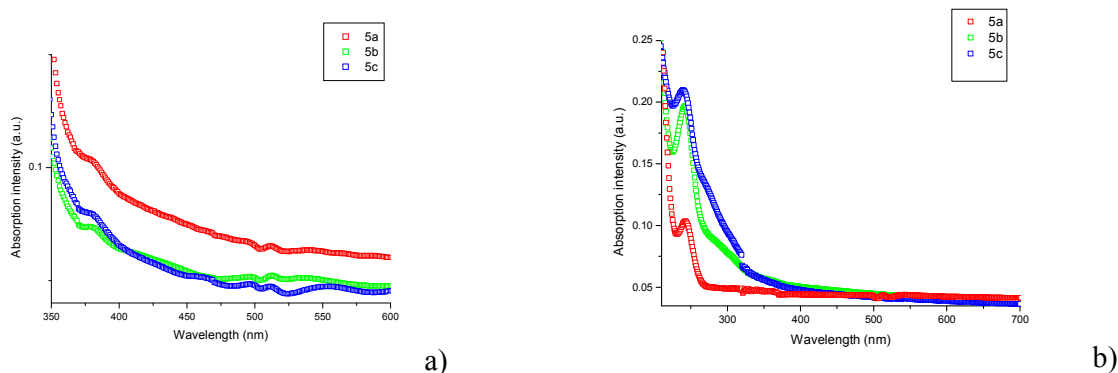 5a
5b
5c
Absorption intensity (a.u.)
0.1
350 400 450 500 550 600
Wavelength (nm)
a)
5a
5b
5c
Absorption intensity (a.u.)
0.25
0.20
0.15
0.10
0.05
300 400 500 600 700
Wavelength (nm)
b)